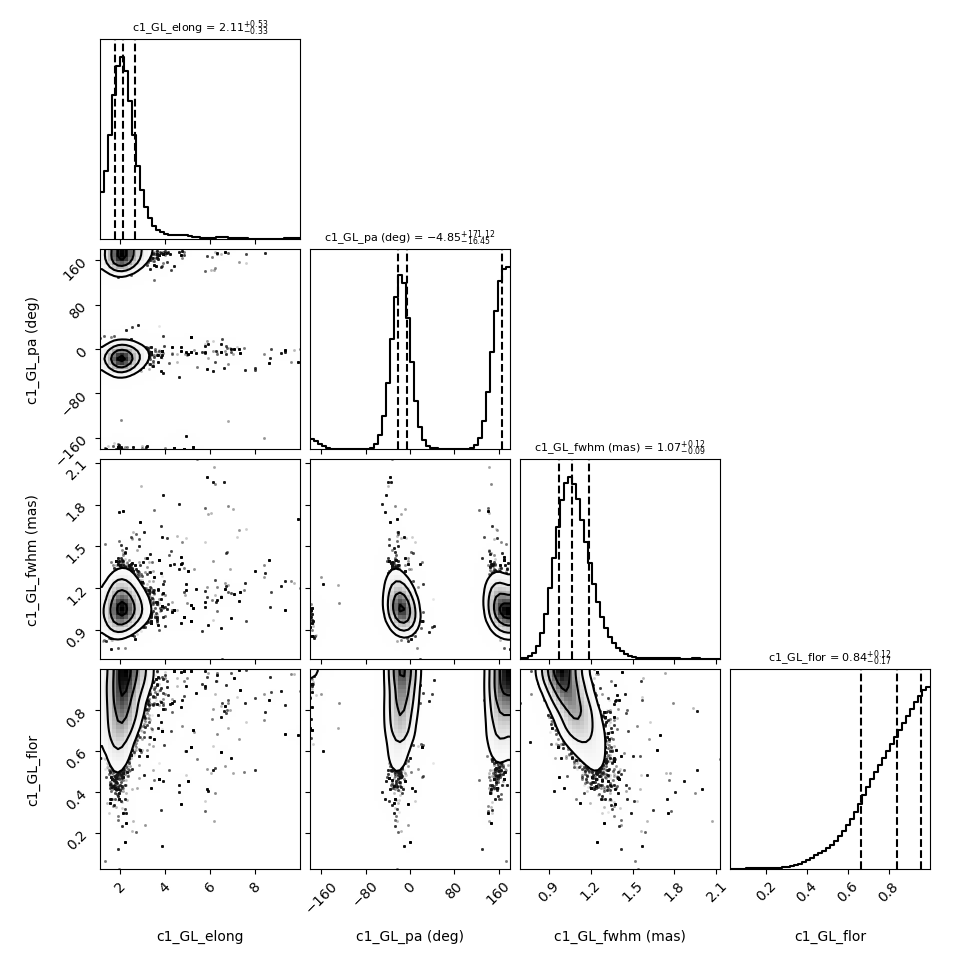 c1_GL_elong = 2.11+0.53 −0.33
c1_GL_pa (deg) = −4.85+171.12 −16.45
160
80
0
−80
−160
c1_GL_pa (deg)
c1_GL_fwhm (mas) = 1.07+0.12 −0.09
2.1
1.8
1.5
1.2
0.9
c1_GL_fwhm (mas)
c1_GL_flor = 0.84+0.12 −0.17
0.8
0.6
0.4
0.2
c1_GL_flor
2 4 6 8
−160 −80 0 80 160
0.9 1.2 1.5 1.8 2.1
0.2 0.4 0.6 0.8
c1_GL_elong
c1_GL_pa (deg)
c1_GL_fwhm (mas)
c1_GL_flor